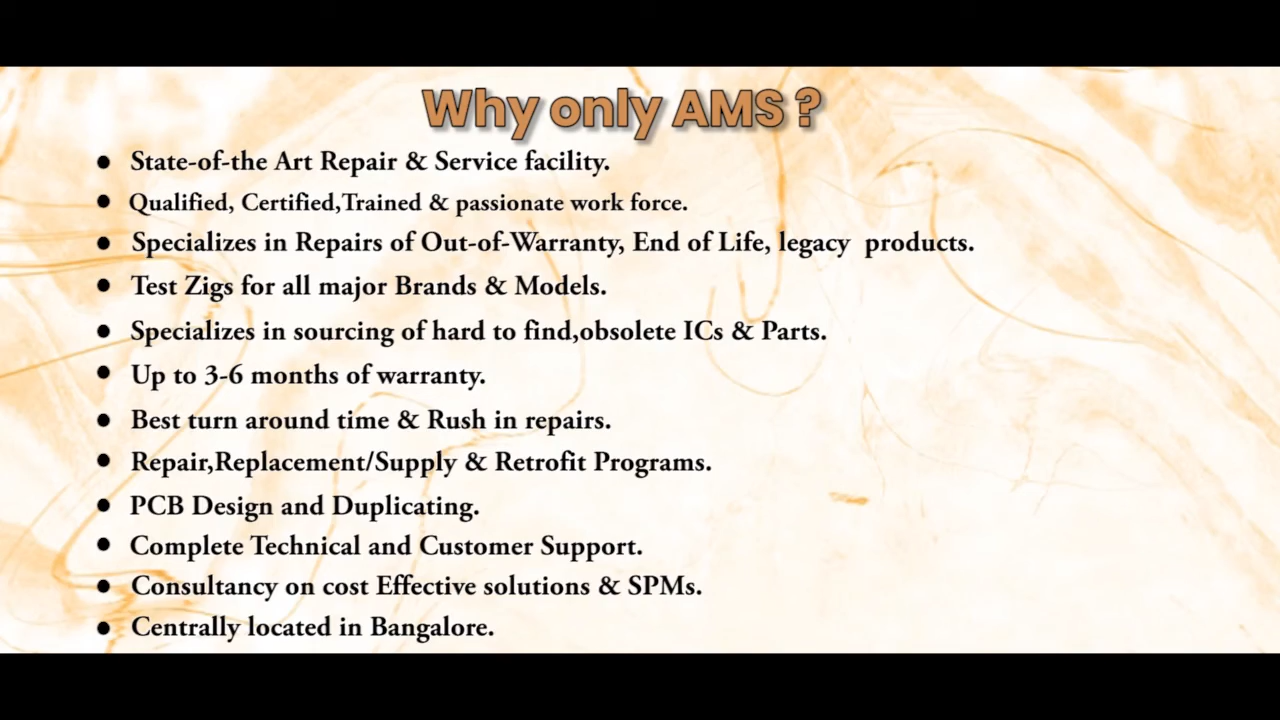 Why only AMS ?
● State-of-the Art Repair & Service facility.
● Qualified, Certified,Trained & passionate work force.
● Specializes in Repairs of Out-of-Warranty, End of Life, legacy  products.
● Test Zigs for all major Brands & Models.
● Specializes in sourcing of hard to find,obsolete ICs & Parts.
● Up to 3-6 months of warranty.
● Best turn around time & Rush in repairs.
● Repair,Replacement/Supply & Retrofit Programs.
● PCB Design and Duplicating.
● Complete Technical and Customer Support.
● Consultancy on cost Effective solutions & SPMs.
● Centrally located in Bangalore.